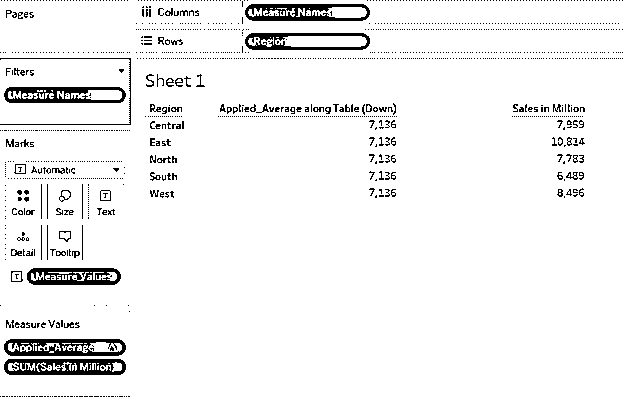 Pages
Columns
Measure Names
Rows
Region
Filters
Measure Names
Sheet 1
Region Applied_Average along Table (Down) Sales in Million
Central 7,136 7,959
East 7,136 10,814
North 7,136 7,783
South 7,136 6,489
West 7,136 8,496
Marks
Automatic
Color Size Text
Detail Tooltip
Measure Values
Measure Values
Applied_Average
SUM(Sales in Million)